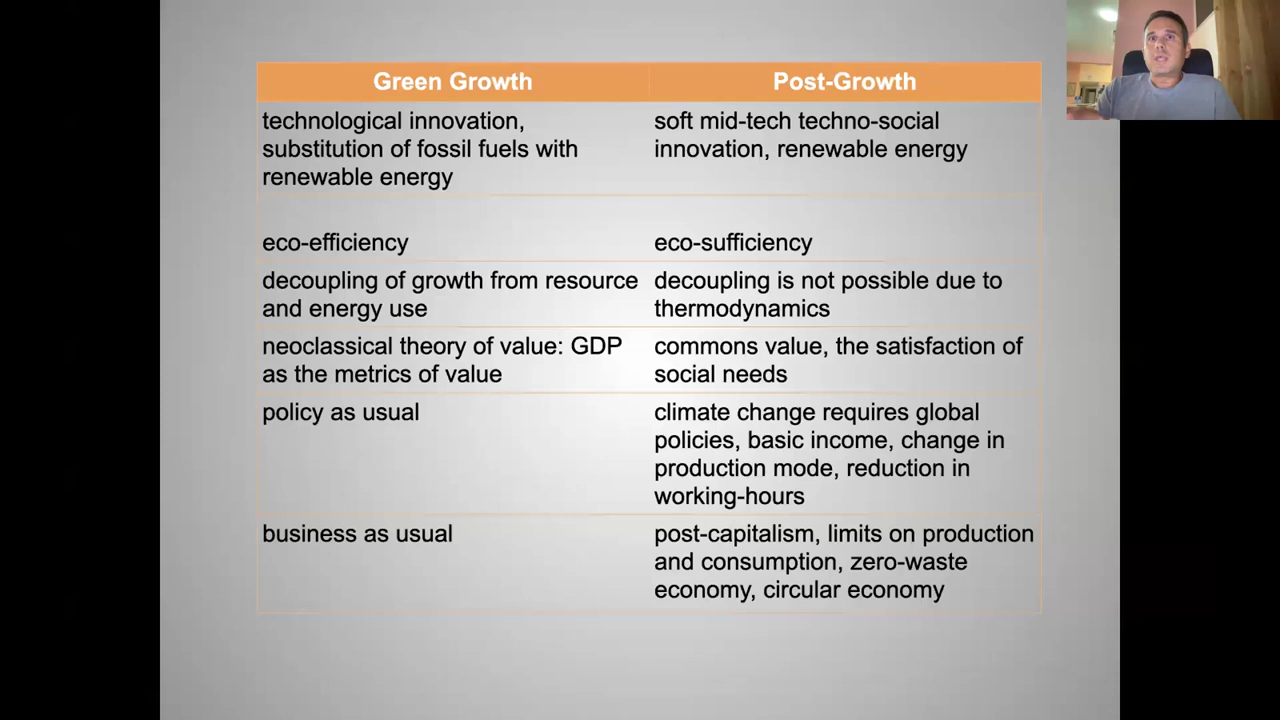 Green Growth
Post-Growth
technological innovation,
substitution of fossil fuels with
renewable energy
soft mid-tech techno-social
innovation, renewable energy
eco-efficiency
eco-sufficiency
decoupling of growth from resource
and energy use
decoupling is not possible due to
thermodynamics
neoclassical theory of value: GDP
as the metrics of value
commons value, the satisfaction of
social needs
policy as usual
climate change requires global
policies, basic income, change in
production mode, reduction in
working-hours
business as usual
post-capitalism, limits on production
and consumption, zero-waste
economy, circular economy